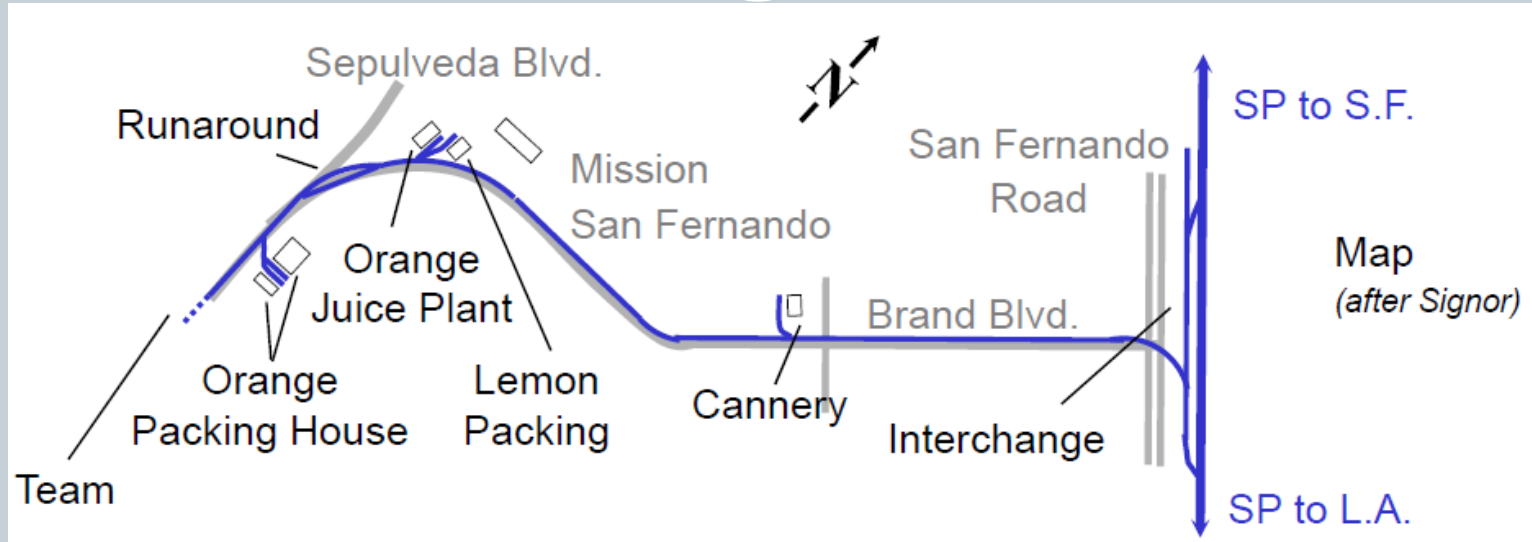 Sepulveda Blvd.
Runaround
N
SP to S.F.
San Fernando
Road
Mission
San Fernando
Map
(after Signor)
Orange
Juice Plant
Brand Blvd.
Orange
Packing House
Lemon
Packing
Cannery
Interchange
Team
SP to L.A.